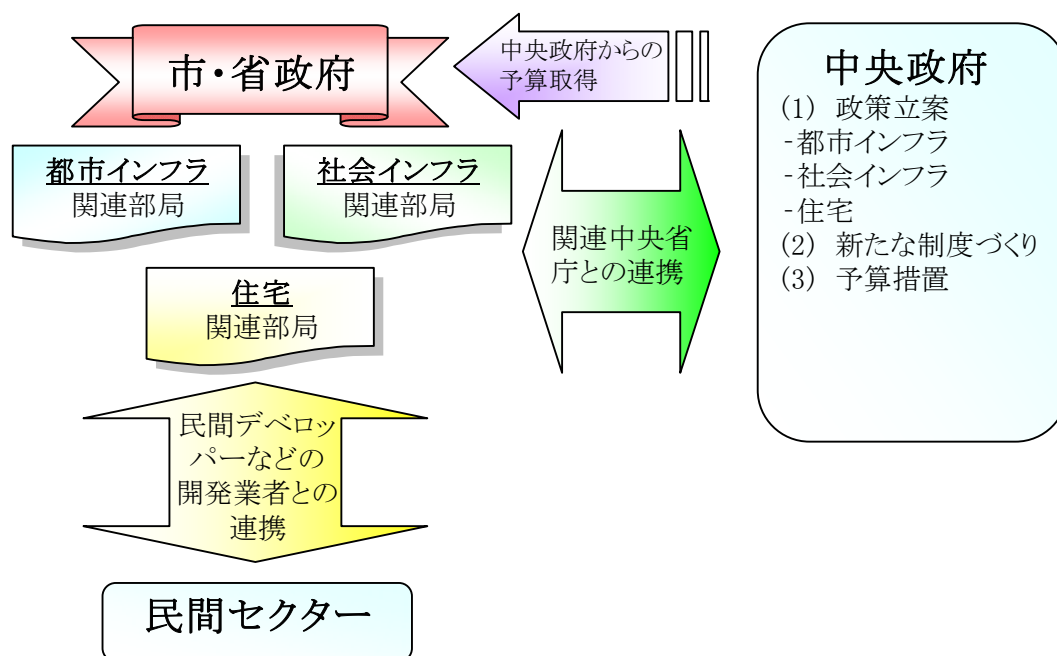 市・省政府
中央政府からの
予算取得
都市インフラ
関連部局
社会インフラ
関連部局
住宅
関連部局
関連中央省
庁との連携
民間デベロッ
パーなどの
開発業者との
連携
民間セクター
中央政府
(1) 政策立案
-都市インフラ
-社会インフラ
-住宅
(2) 新たな制度づくり
(3) 予算措置